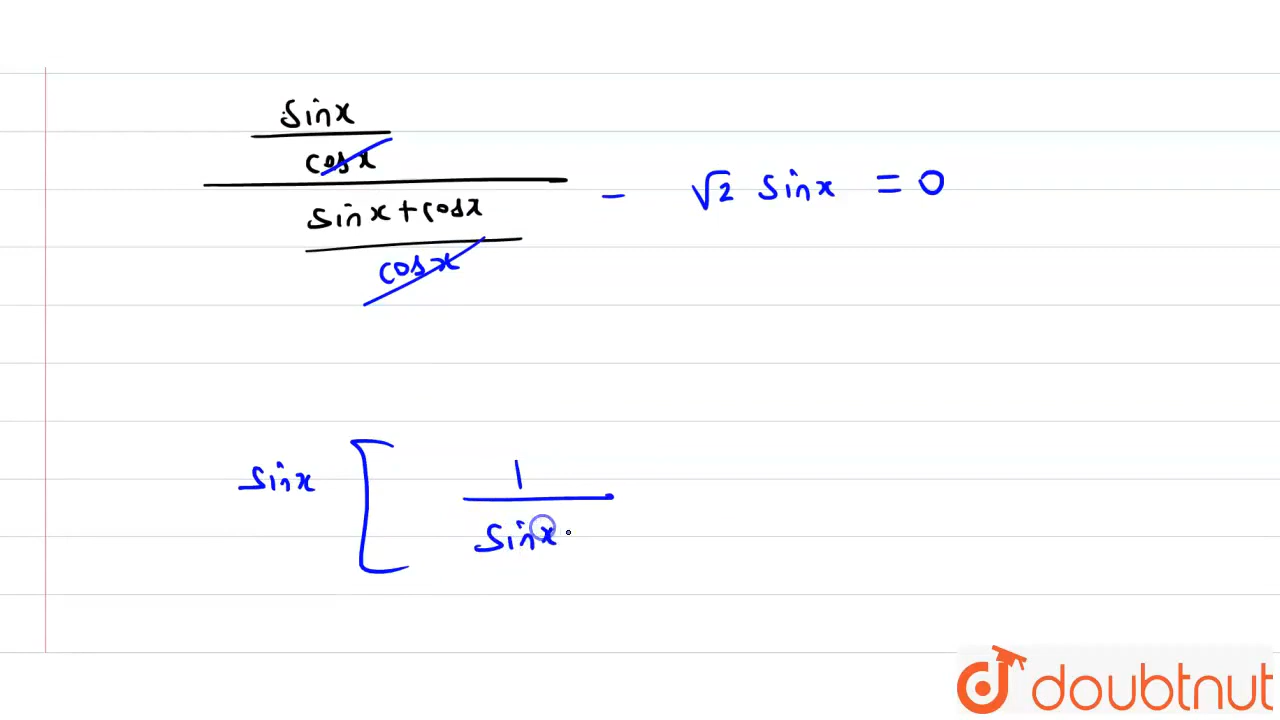 sinx
cosx
sinx + cosx
cosx
- √2 sinx = 0
sinx [ 1
sinx
doubtnut